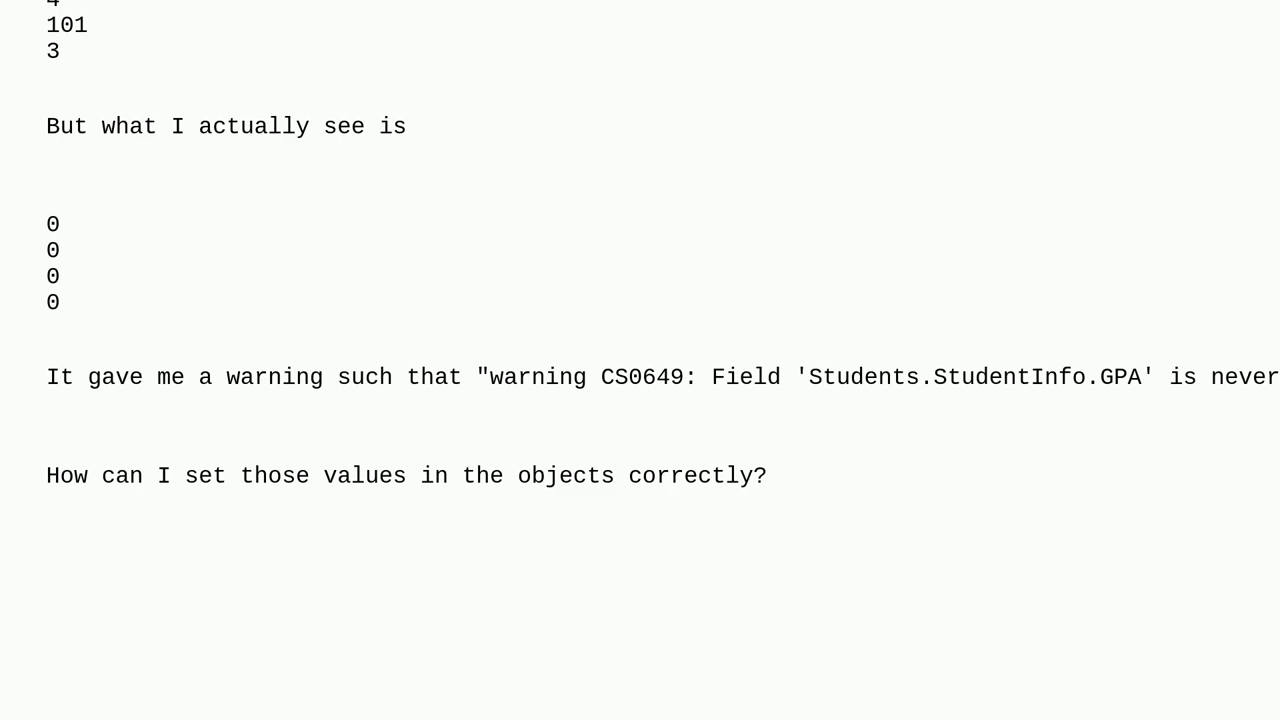 4
101
3
But what I actually see is
0
0
0
0
It gave me a warning such that "warning CS0649: Field 'Students.StudentInfo.GPA' is never
How can I set those values in the objects correctly?